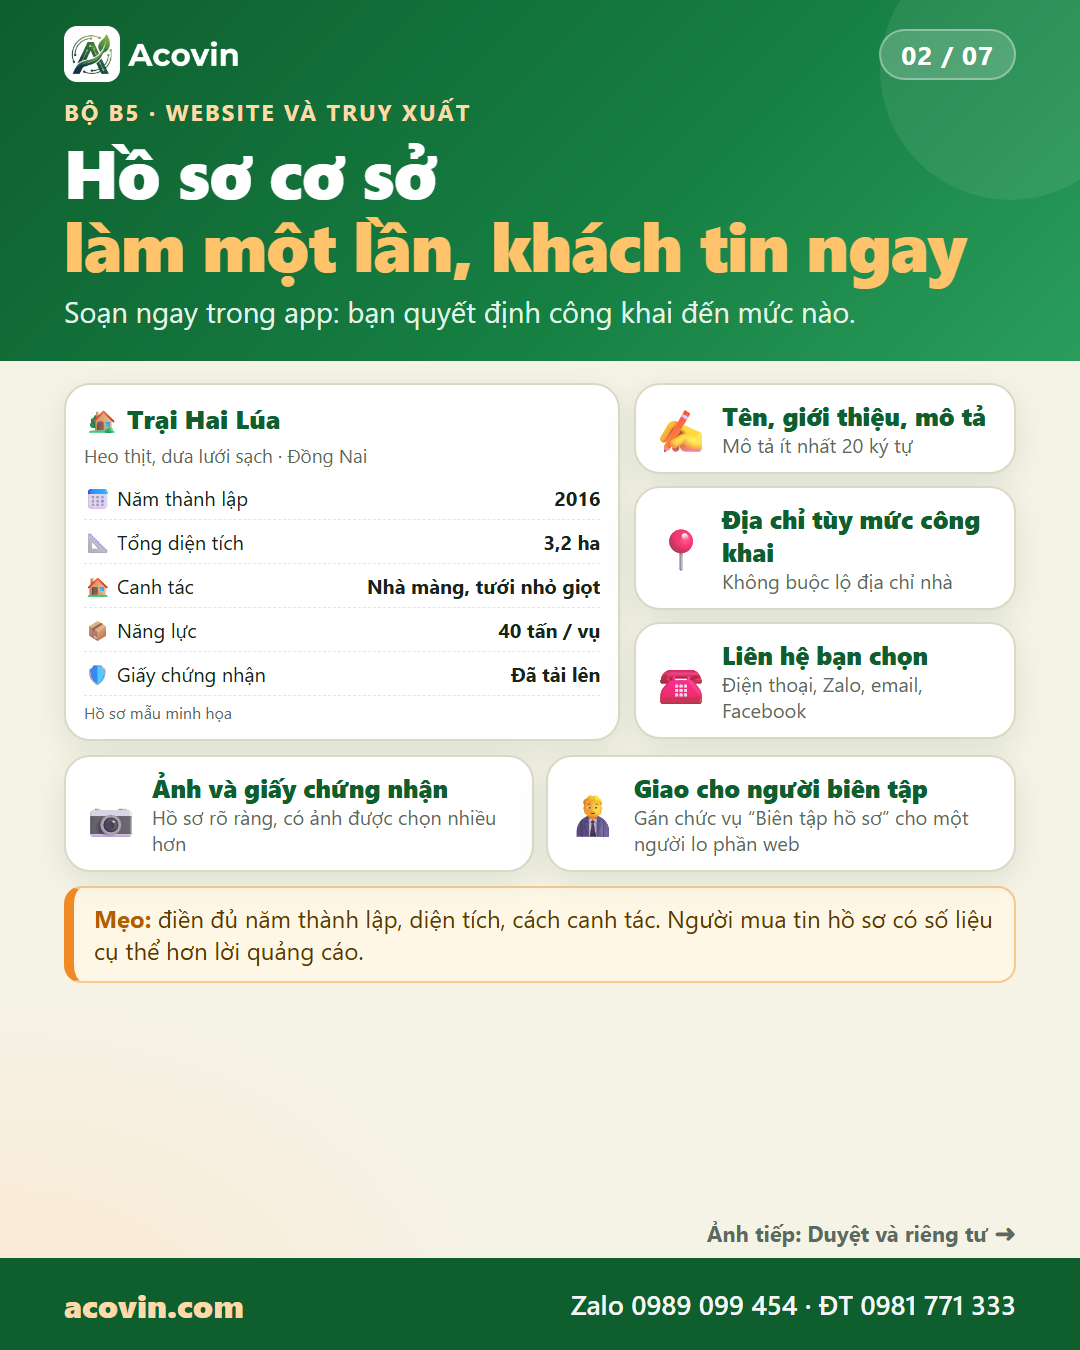 Acovin
02 / 07
BỘ B5 · WEBSITE VÀ TRUY XUẤT
Hồ sơ cơ sở
làm một lần, khách tin ngay
Soạn ngay trong app: bạn quyết định công khai đến mức nào.
Trại Hai Lúa
Heo thịt, dưa lưới sạch · Đồng Nai
Năm thành lập 2016
Tổng diện tích 3,2 ha
Canh tác Nhà màng, tưới nhỏ giọt
Năng lực 40 tấn / vụ
Giấy chứng nhận Đã tải lên
Hồ sơ mẫu minh họa
Tên, giới thiệu, mô tả
Mô tả ít nhất 20 ký tự
Địa chỉ tùy mức công
khai
Không buộc lộ địa chỉ nhà
Liên hệ bạn chọn
Điện thoại, Zalo, email,
Facebook
Ảnh và giấy chứng nhận
Hồ sơ rõ ràng, có ảnh được chọn nhiều
hơn
Giao cho người biên tập
Gán chức vụ “Biên tập hồ sơ” cho một
người lo phần web
Mẹo: điền đủ năm thành lập, diện tích, cách canh tác. Người mua tin hồ sơ có số liệu
cụ thể hơn lời quảng cáo.
Ảnh tiếp: Duyệt và riêng tư ➜
acovin.com
Zalo 0989 099 454 · ĐT 0981 771 333